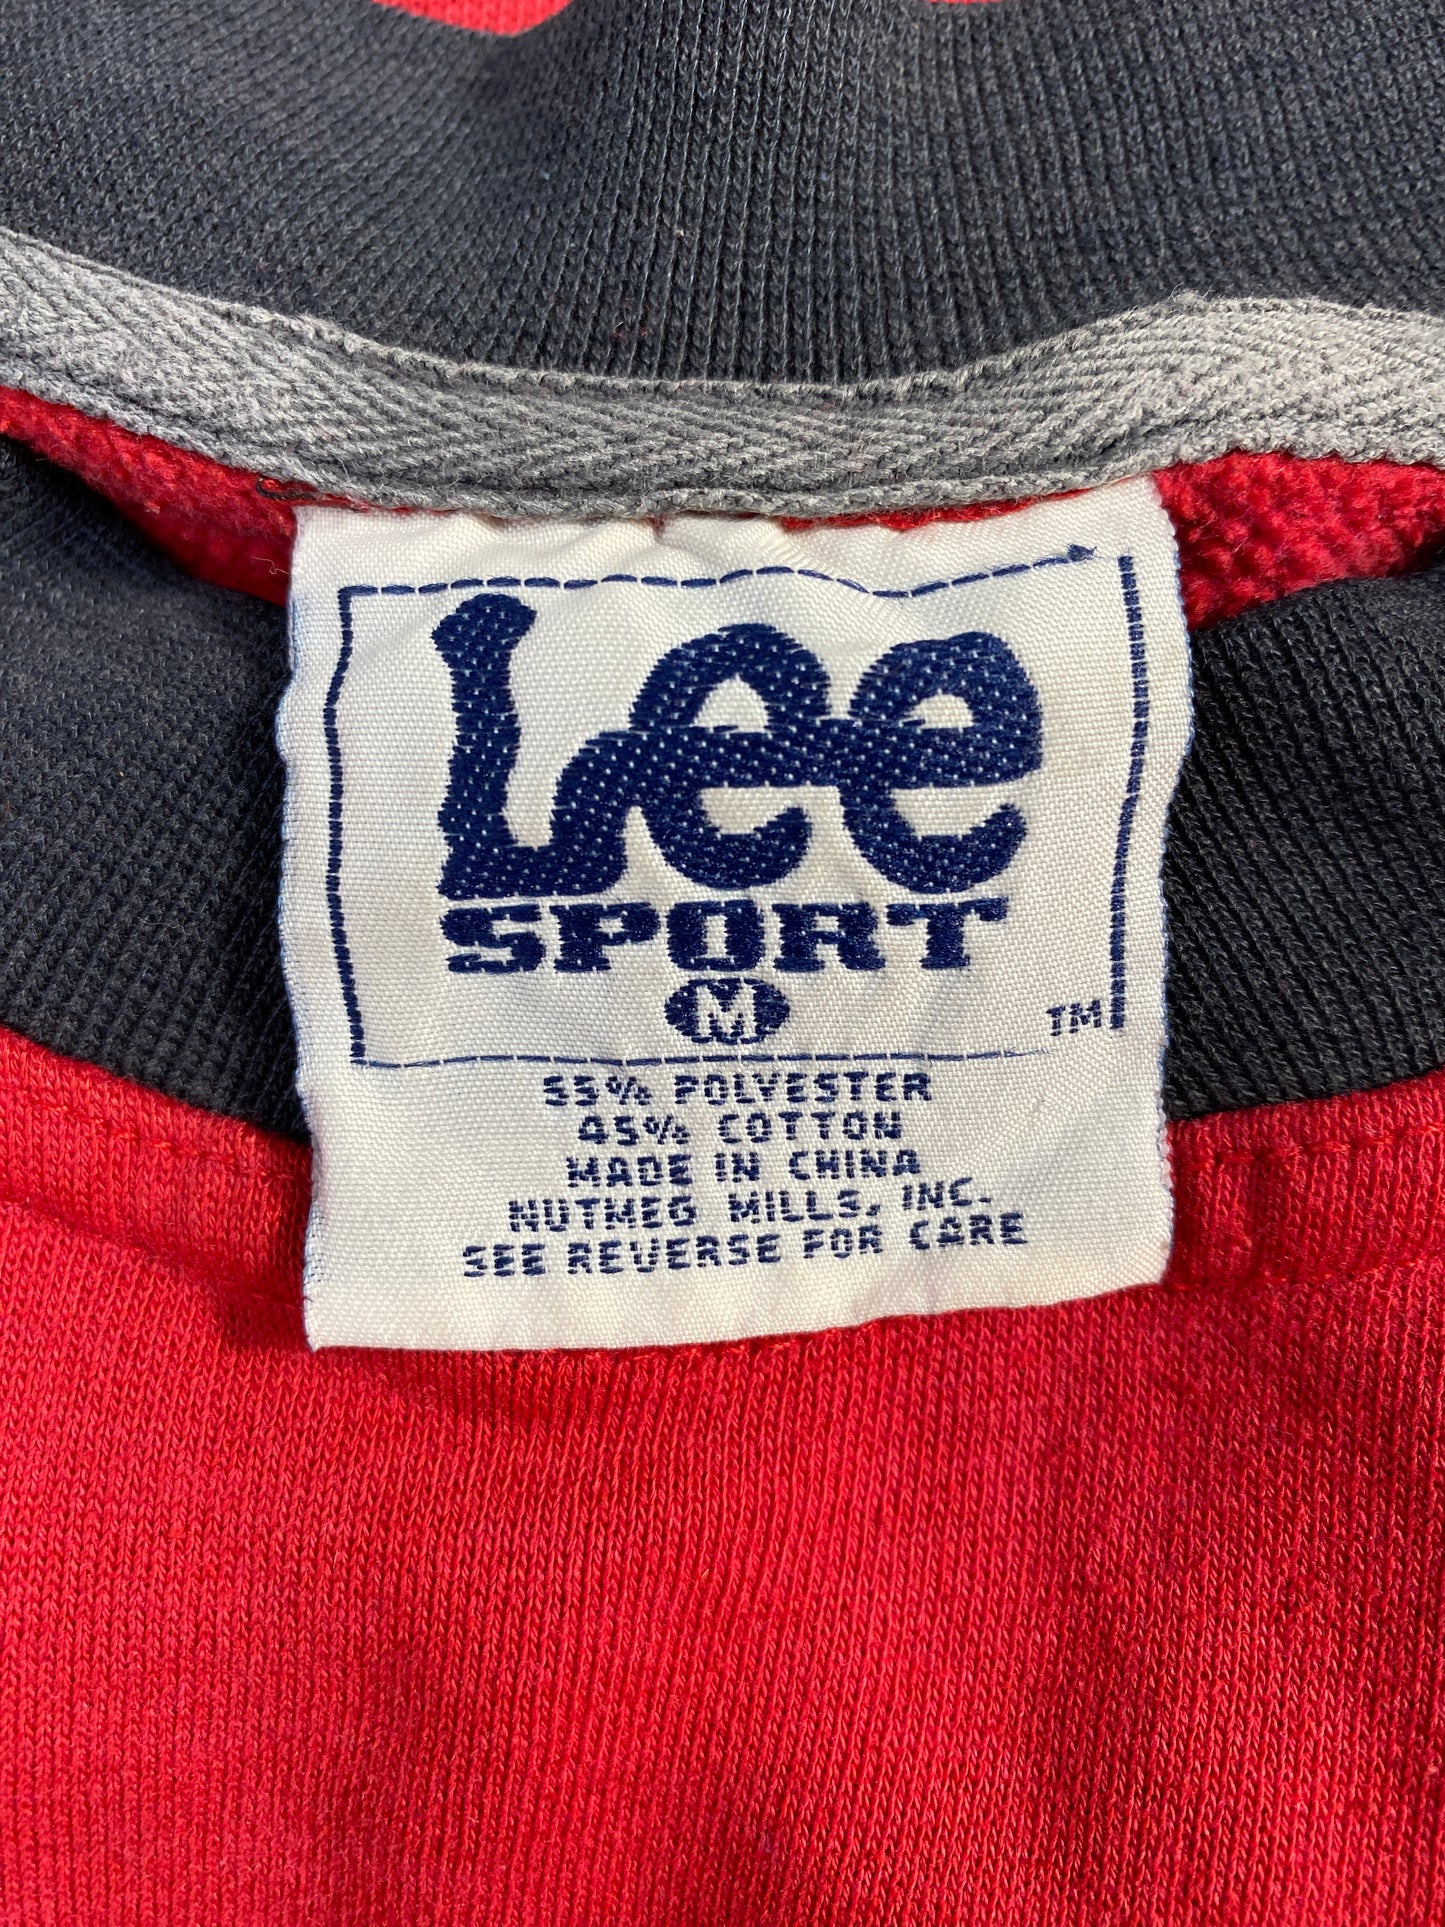 Lee
SPORT
M
TM
55% POLYESTER
45% COTTON
MADE IN CHINA
NUTMEG MILLS, INC.
SEE REVERSE FOR CARE